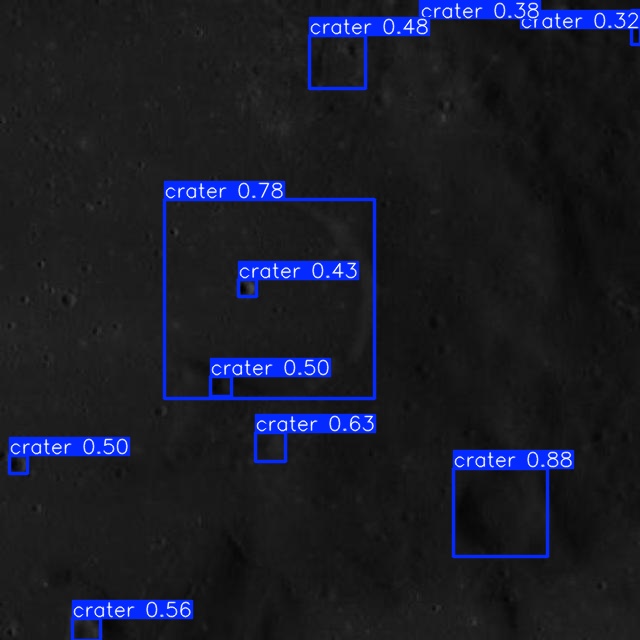 crater 0.38
crater 0.32
crater 0.48
crater 0.78
crater 0.43
crater 0.50
crater 0.63
crater 0.50
crater 0.88
crater 0.56